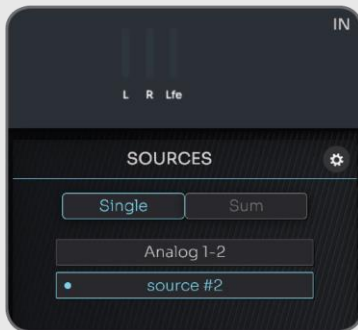 IN
L R Lfe
SOURCES
Single Sum
Analog 1-2
source #2